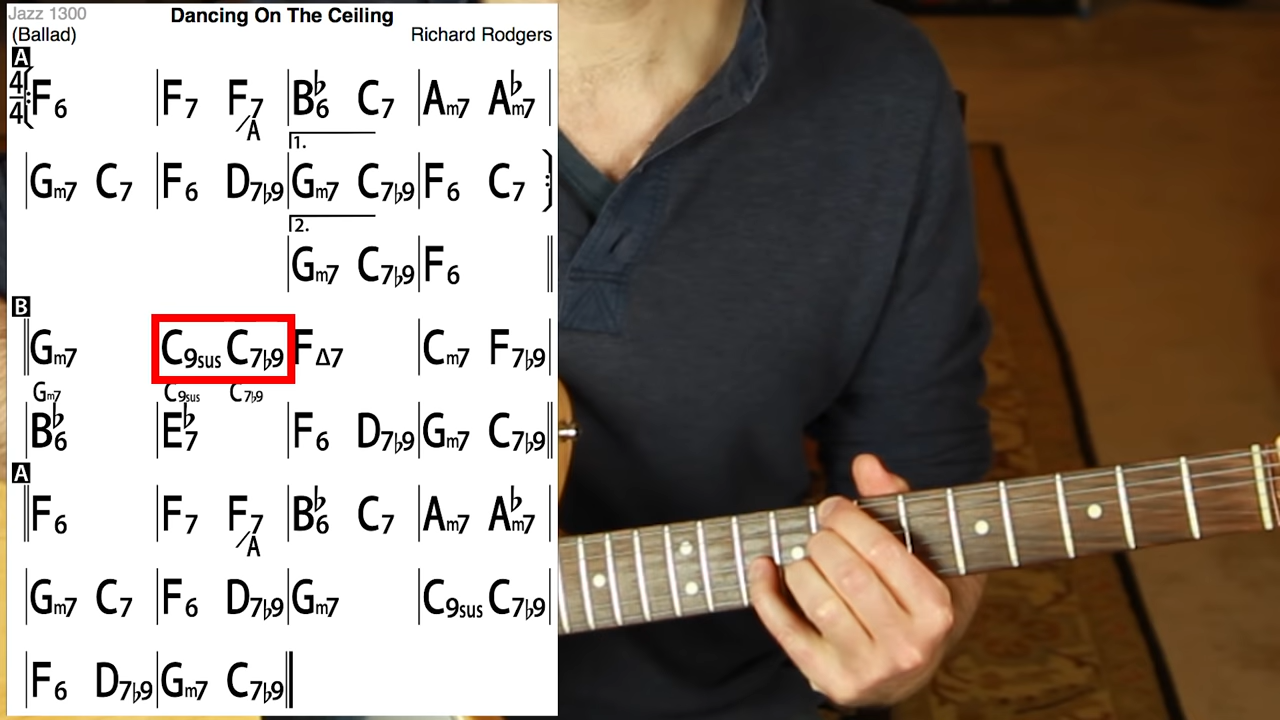 Jazz 1300 Dancing On The Ceiling
(Ballad) Richard Rodgers
A
4/4 F6 F7 F7/A B♭6 C7 Am7 A♭m7
1.
Gm7 C7 F6 D7♭9 Gm7 C7♭9 F6 C7
2.
Gm7 C7♭9 F6
B
Gm7 C9sus C7♭9 FΔ7 Cm7 F7♭9
Gm7 C9sus C7♭9
B♭6 E♭7 F6 D7♭9 Gm7 C7♭9
A
F6 F7 F7/A B♭6 C7 Am7 A♭m7
Gm7 C7 F6 D7♭9 Gm7 C9sus C7♭9
F6 D7♭9 Gm7 C7♭9